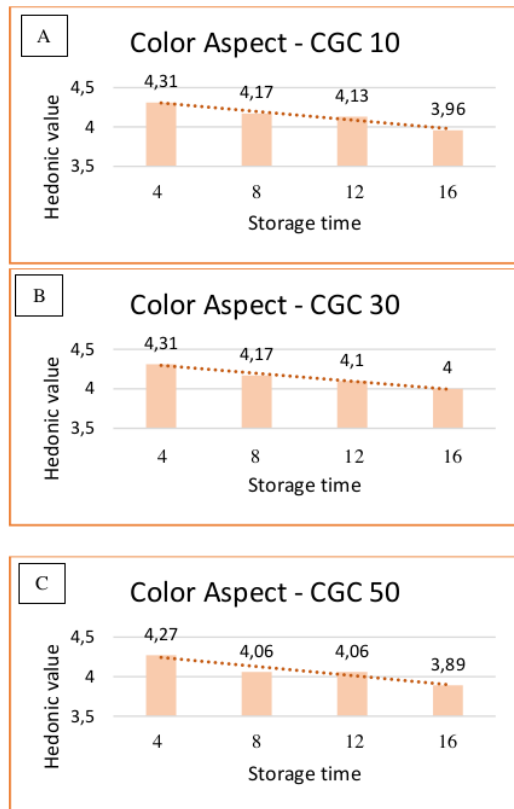 A
Color Aspect - CGC 10
4,5
4
3,5
Hedonic value
4,31
4,17
4,13
3,96
4
8
12
16
Storage time
B
Color Aspect - CGC 30
4,5
4
3,5
Hedonic value
4,31
4,17
4,1
4
4
8
12
16
Storage time
C
Color Aspect - CGC 50
4,5
4
3,5
Hedonic value
4,27
4,06
4,06
3,89
4
8
12
16
Storage time